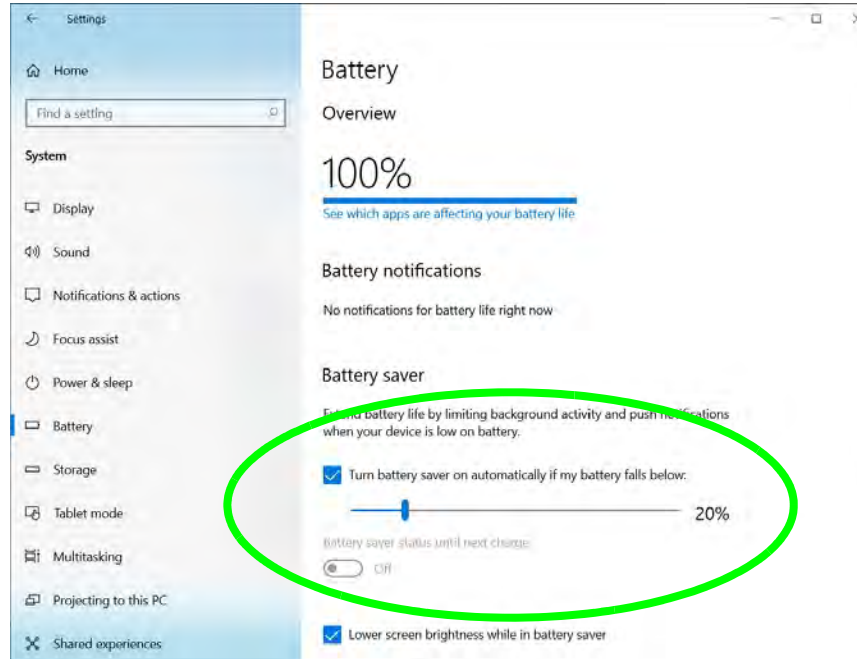 Settings
Home
Find a setting
System
Display
Sound
Notifications & actions
Focus assist
Power & sleep
Battery
Storage
Tablet mode
Multitasking
Projecting to this PC
Shared experiences
Battery
Overview
100%
See which apps are affecting your battery life
Battery notifications
No notifications for battery life right now
Battery saver
Extend battery life by limiting background activity and push notifications
when your device is low on battery.
Turn battery saver on automatically if my battery falls below:
20%
Battery saver status until next charge
Off
Lower screen brightness while in battery saver